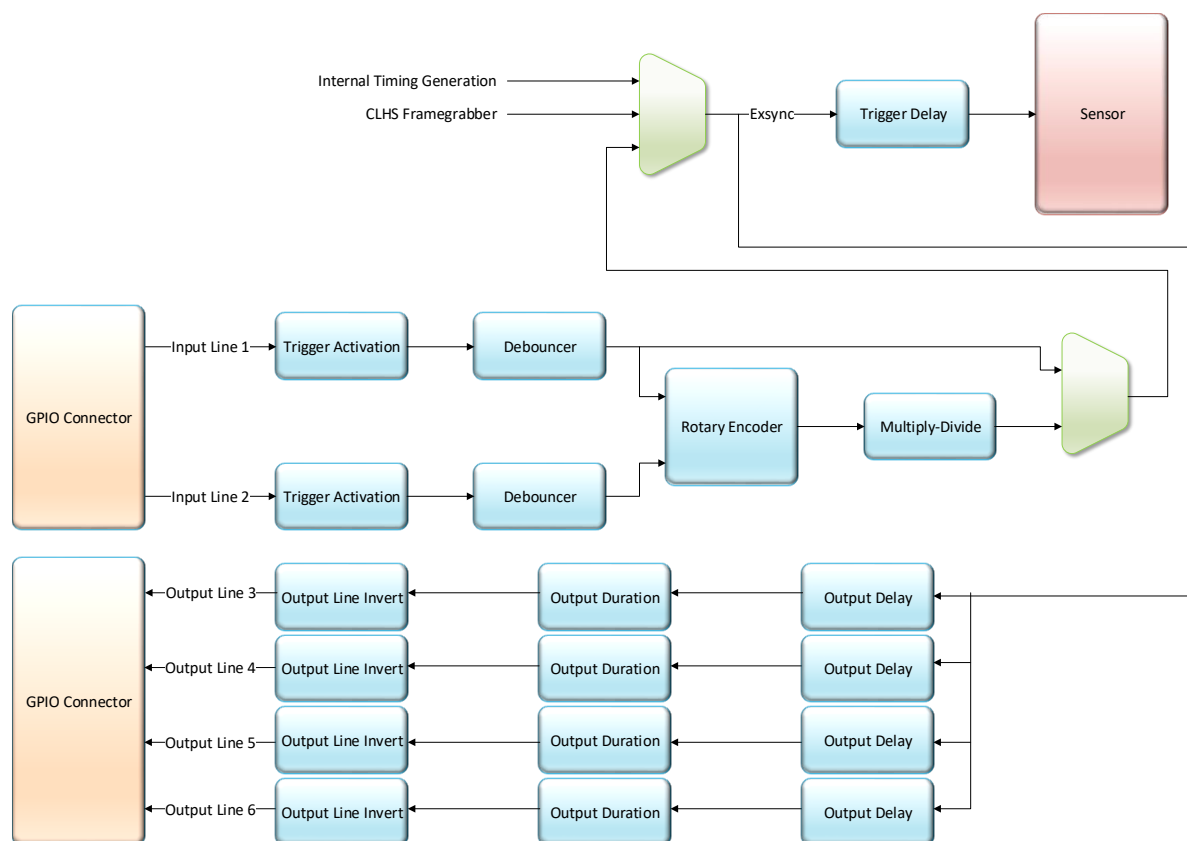 Internal Timing Generation
CLHS Framegrabber
Exsync
Trigger Delay
Sensor
GPIO Connector
Input Line 1
Trigger Activation
Debouncer
Rotary Encoder
Multiply-Divide
Input Line 2
Trigger Activation
Debouncer
GPIO Connector
Output Line 3
Output Line Invert
Output Duration
Output Delay
Output Line 4
Output Line Invert
Output Duration
Output Delay
Output Line 5
Output Line Invert
Output Duration
Output Delay
Output Line 6
Output Line Invert
Output Duration
Output Delay